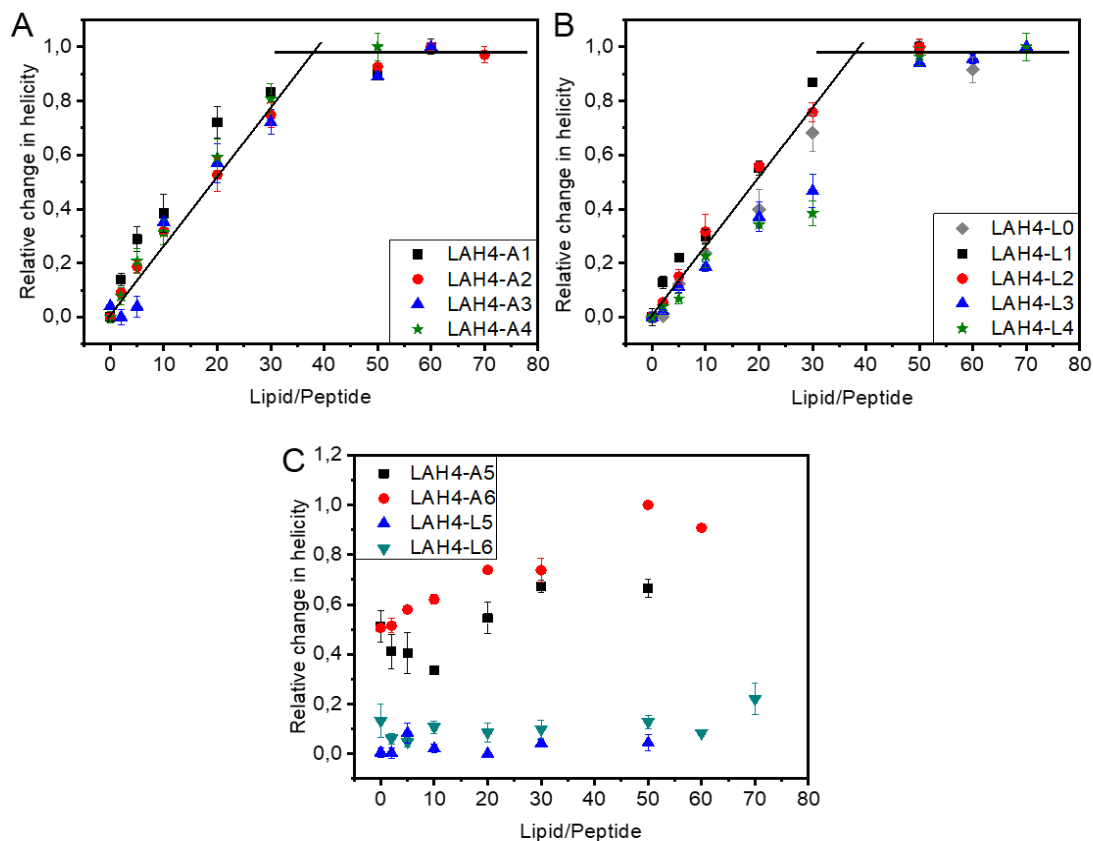 A
Relative change in helicity
1,0
0,8
0,6
0,4
0,2
0,0
LAH4-A1
LAH4-A2
LAH4-A3
LAH4-A4
0 10 20 30 40 50 60 70 80
Lipid/Peptide
B
Relative change in helicity
1,0
0,8
0,6
0,4
0,2
0,0
LAH4-L0
LAH4-L1
LAH4-L2
LAH4-L3
LAH4-L4
0 10 20 30 40 50 60 70 80
Lipid/Peptide
C
Relative change in helicity
1,2
1,0
0,8
0,6
0,4
0,2
0,0
LAH4-A5
LAH4-A6
LAH4-L5
LAH4-L6
0 10 20 30 40 50 60 70 80
Lipid/Peptide